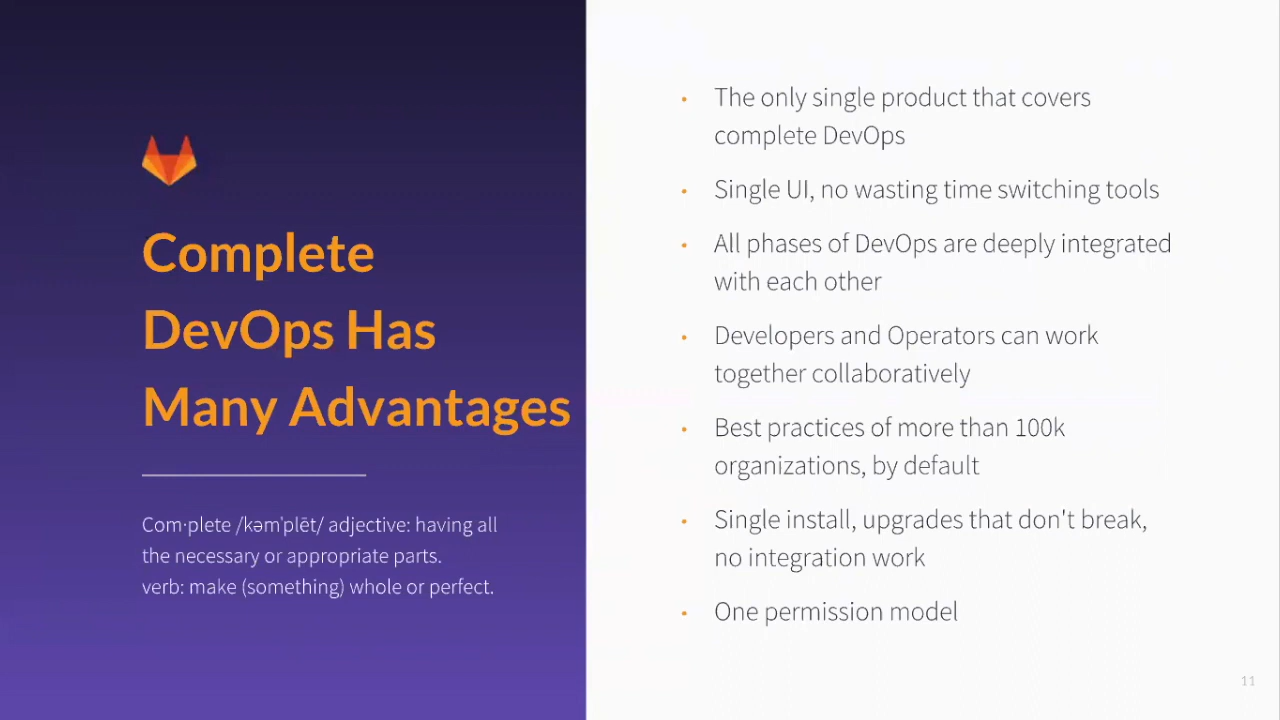 Complete
DevOps Has
Many Advantages
Com·plete /kəmˈplēt/ adjective: having all
the necessary or appropriate parts.
verb: make (something) whole or perfect.
• The only single product that covers
complete DevOps
• Single UI, no wasting time switching tools
• All phases of DevOps are deeply integrated
with each other
• Developers and Operators can work
together collaboratively
• Best practices of more than 100k
organizations, by default
• Single install, upgrades that don't break,
no integration work
• One permission model
11